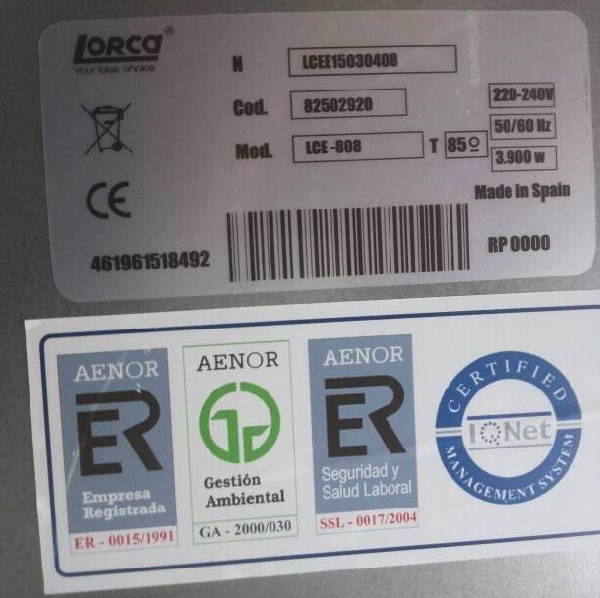 LORCA®
Your idea choice
N LCEE15030408
Cod. 82502920 220-240V
50/60 Hz
Mod. LCE-808 T 85º 3.900 w
Made in Spain
CE
461961518492 RP 0000
AENOR
ER
Empresa
Registrada
ER - 0015/1991
AENOR
Gestión
Ambiental
GA - 2000/030
AENOR
ER
Seguridad y
Salud Laboral
SSL - 0017/2004
CERTIFIED
IQNet
MANAGEMENT SYSTEM